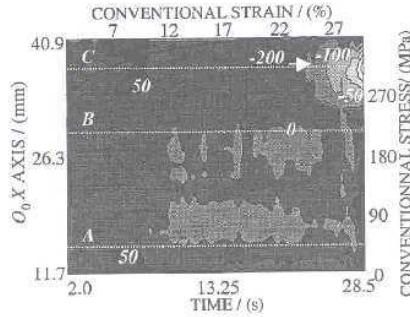 CONVENTIONAL STRAIN / (%)
7 12 17 22 27
40.9
C
-200
-100
50
-50
270
B
0
26.3
180
O₀ X AXIS / (mm)
CONVENTIONNAL STRESS / (MPa)
90
A
50
11.7
0
2.0 13.25 28.5
TIME / (s)